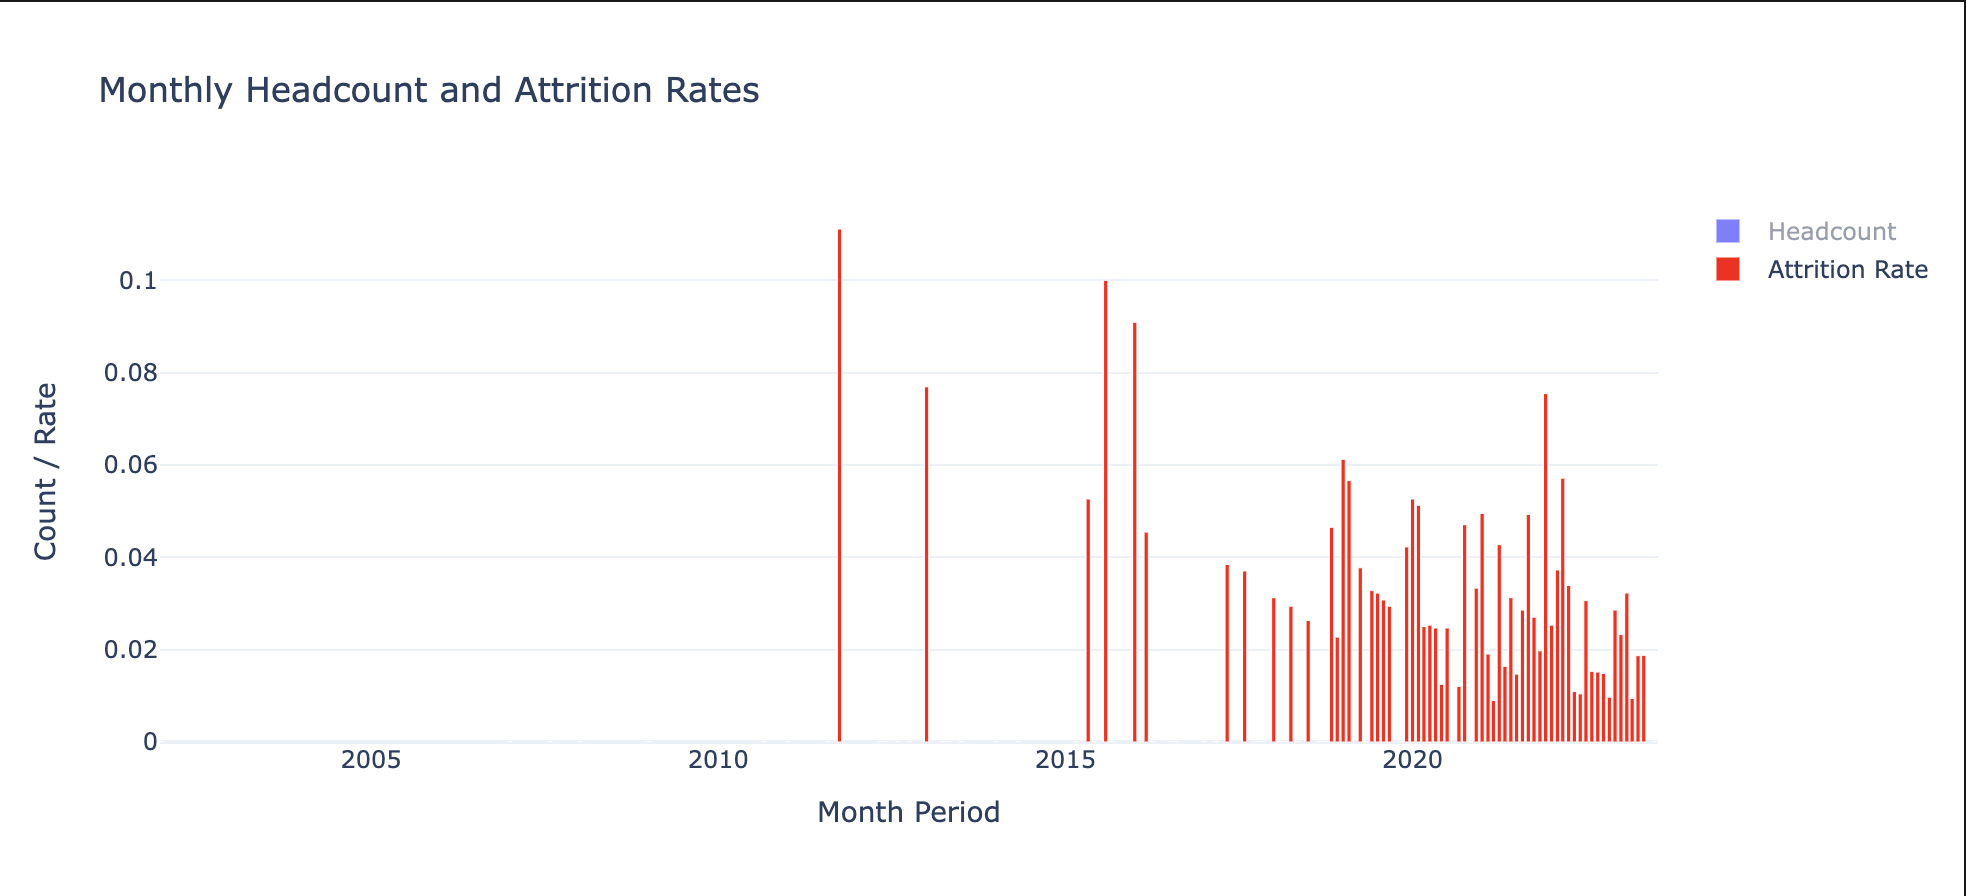 Monthly Headcount and Attrition Rates
Headcount
Attrition Rate
Count / Rate
0.1
0.08
0.06
0.04
0.02
0
2005
2010
2015
2020
Month Period